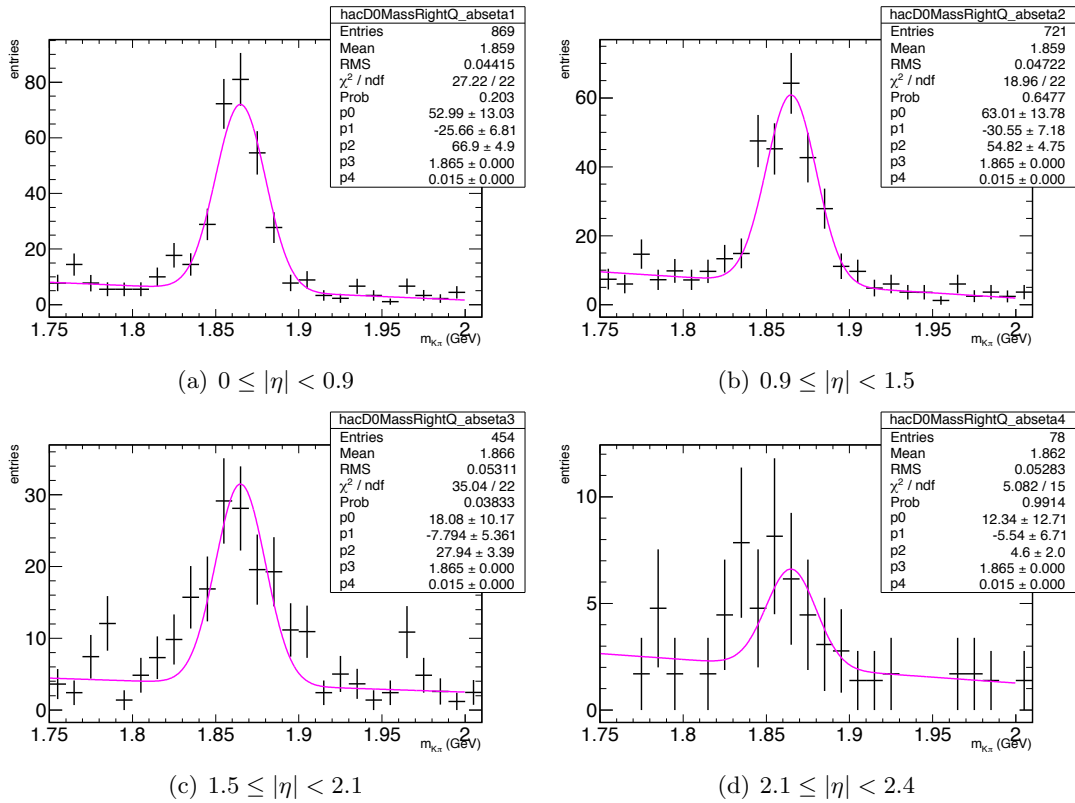 hacD0MassRightQ_abseta1
Entries 869
Mean 1.859
RMS 0.04415
χ² / ndf 27.22 / 22
Prob 0.203
p0 52.99 ± 13.03
p1 -25.66 ± 6.81
p2 66.9 ± 4.9
p3 1.865 ± 0.000
p4 0.015 ± 0.000
entries
80
60
40
20
0
1.75 1.8 1.85 1.9 1.95 2
mKπ (GeV)
(a) 0 ≤ |η| < 0.9
hacD0MassRightQ_abseta2
Entries 721
Mean 1.859
RMS 0.04722
χ² / ndf 18.96 / 22
Prob 0.6477
p0 63.01 ± 13.78
p1 -30.55 ± 7.18
p2 54.82 ± 4.75
p3 1.865 ± 0.000
p4 0.015 ± 0.000
entries
60
40
20
0
1.75 1.8 1.85 1.9 1.95 2
mKπ (GeV)
(b) 0.9 ≤ |η| < 1.5
hacD0MassRightQ_abseta3
Entries 454
Mean 1.866
RMS 0.05311
χ² / ndf 35.04 / 22
Prob 0.03833
p0 18.08 ± 10.17
p1 -7.794 ± 5.361
p2 27.94 ± 3.39
p3 1.865 ± 0.000
p4 0.015 ± 0.000
entries
30
20
10
0
1.75 1.8 1.85 1.9 1.95 2
mKπ (GeV)
(c) 1.5 ≤ |η| < 2.1
hacD0MassRightQ_abseta4
Entries 78
Mean 1.862
RMS 0.05283
χ² / ndf 5.082 / 15
Prob 0.9914
p0 12.34 ± 12.71
p1 -5.54 ± 6.71
p2 4.6 ± 2.0
p3 1.865 ± 0.000
p4 0.015 ± 0.000
entries
10
5
0
1.75 1.8 1.85 1.9 1.95 2
mKπ (GeV)
(d) 2.1 ≤ |η| < 2.4